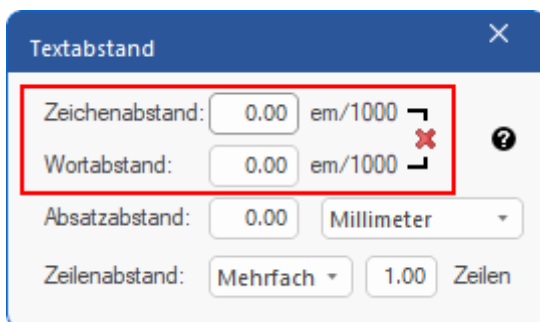 Textabstand
Zeichenabstand: 0.00 em/1000
Wortabstand: 0.00 em/1000
Absatzabstand: 0.00 Millimeter
Zeilenabstand: Mehrfach 1.00 Zeilen